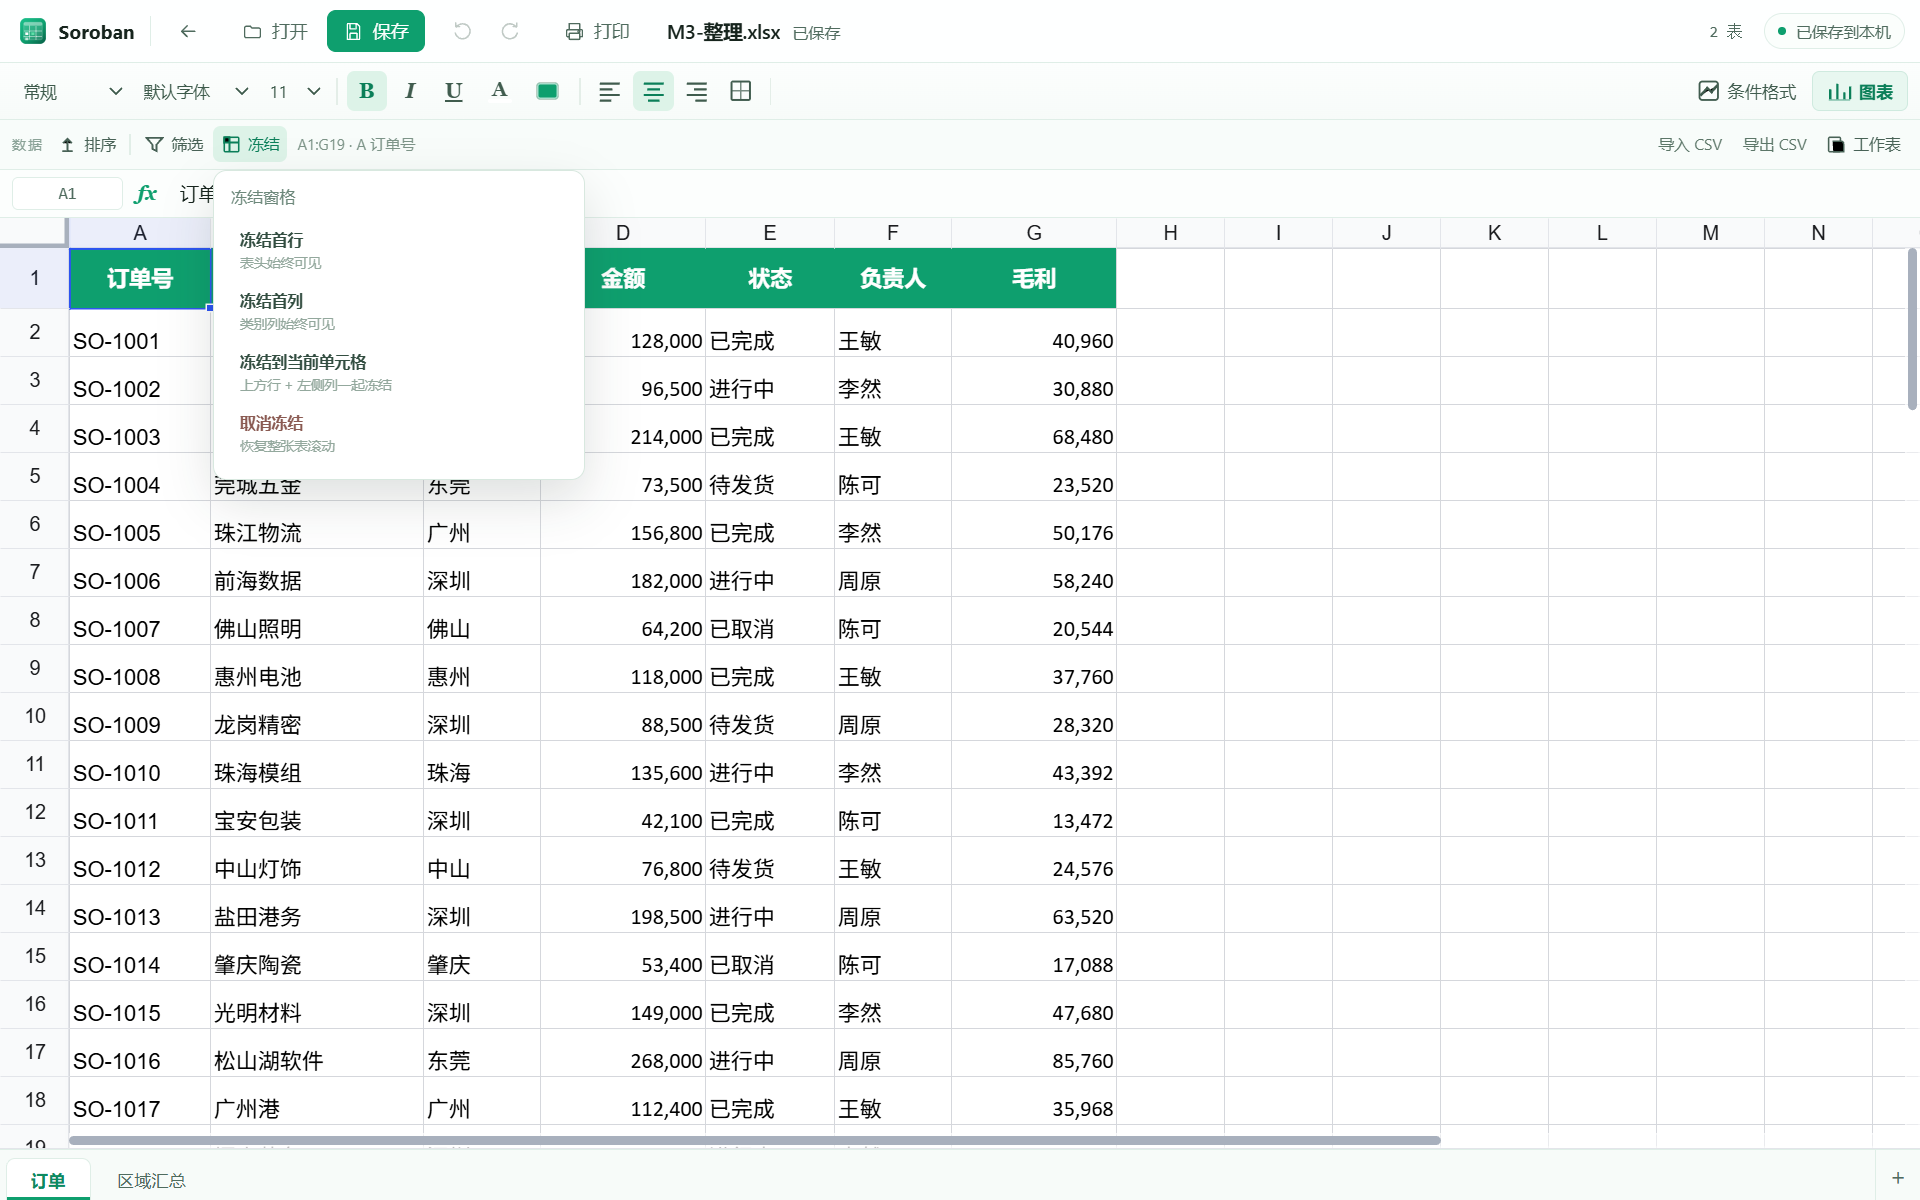 Soroban
打开
保存
打印
M3-整理.xlsx 已保存
2 表
已保存到本机
常规
默认字体
11
B I U A
条件格式
图表
数据
排序
筛选
冻结
A1:G19 · A 订单号
导入 CSV
导出 CSV
工作表
A1
fx
订单
冻结窗格
冻结首行
表头始终可见
冻结首列
类别列始终可见
冻结到当前单元格
上方行 + 左侧列一起冻结
取消冻结
恢复整张表滚动
A D E F G H I J K L M N
1 订单号 金额 状态 负责人 毛利
2 SO-1001 128,000 已完成 王敏 40,960
3 SO-1002 96,500 进行中 李然 30,880
4 SO-1003 214,000 已完成 王敏 68,480
5 SO-1004 莞城五金 东莞 73,500 待发货 陈可 23,520
6 SO-1005 珠江物流 广州 156,800 已完成 李然 50,176
7 SO-1006 前海数据 深圳 182,000 进行中 周原 58,240
8 SO-1007 佛山照明 佛山 64,200 已取消 陈可 20,544
9 SO-1008 惠州电池 惠州 118,000 已完成 王敏 37,760
10 SO-1009 龙岗精密 深圳 88,500 待发货 周原 28,320
11 SO-1010 珠海模组 珠海 135,600 进行中 李然 43,392
12 SO-1011 宝安包装 深圳 42,100 已完成 陈可 13,472
13 SO-1012 中山灯饰 中山 76,800 待发货 王敏 24,576
14 SO-1013 盐田港务 深圳 198,500 进行中 周原 63,520
15 SO-1014 肇庆陶瓷 肇庆 53,400 已取消 陈可 17,088
16 SO-1015 光明材料 深圳 149,000 已完成 李然 47,680
17 SO-1016 松山湖软件 东莞 268,000 进行中 周原 85,760
18 SO-1017 广州港 广州 112,400 已完成 王敏 35,968
19
订单
区域汇总